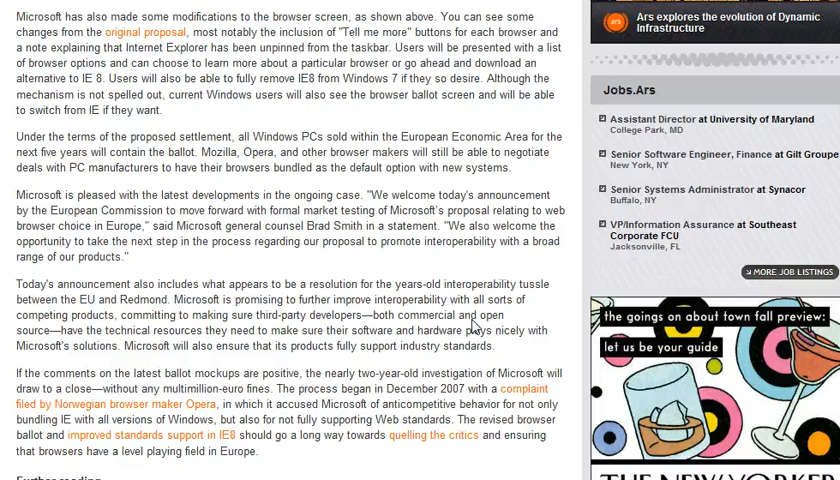 Microsoft has also made some modifications to the browser screen, as shown above. You can see some
changes from the original proposal, most notably the inclusion of "Tell me more" buttons for each browser and
a note explaining that Internet Explorer has been unpinned from the taskbar. Users will be presented with a list
of browser options and can choose to learn more about a particular browser or go ahead and download an
alternative to IE 8. Users will also be able to fully remove IE8 from Windows 7 if they so desire. Although the
mechanism is not spelled out, current Windows users will also see the browser ballot screen and will be able
to switch from IE if they want.
Under the terms of the proposed settlement, all Windows PCs sold within the European Economic Area for the
next five years will contain the ballot. Mozilla, Opera, and other browser makers will still be able to negotiate
deals with PC manufacturers to have their browsers bundled as the default option with new systems.
Microsoft is pleased with the latest developments in the ongoing case. "We welcome today's announcement
by the European Commission to move forward with formal market testing of Microsoft's proposal relating to web
browser choice in Europe," said Microsoft general counsel Brad Smith in a statement. "We also welcome the
opportunity to take the next step in the process regarding our proposal to promote interoperability with a broad
range of our products."
Today's announcement also includes what appears to be a resolution for the years-old interoperability tussle
between the EU and Redmond. Microsoft is promising to further improve interoperability with all sorts of
competing products, committing to making sure third-party developers—both commercial and open
source—have the technical resources they need to make sure their software and hardware plays nicely with
Microsoft's solutions. Microsoft will also ensure that its products fully support industry standards.
If the comments on the latest ballot mockups are positive, the nearly two-year-old investigation of Microsoft will
draw to a close—without any multimillion-euro fines. The process began in December 2007 with a complaint
filed by Norwegian browser maker Opera, in which it accused Microsoft of anticompetitive behavior for not only
bundling IE with all versions of Windows, but also for not fully supporting Web standards. The revised browser
ballot and improved standards support in IE8 should go a long way towards quelling the critics and ensuring
that browsers have a level playing field in Europe.
Further reading
ars
Ars explores the evolution of Dynamic
Infrastructure
Jobs.Ars
Assistant Director at University of Maryland
College Park, MD
Senior Software Engineer, Finance at Gilt Groupe
New York, NY
Senior Systems Administrator at Synacor
Buffalo, NY
VP/Information Assurance at Southeast
Corporate FCU
Jacksonville, FL
MORE JOB LISTINGS
the goings on about town fall preview:
let us be your guide
THE NEW YORKER